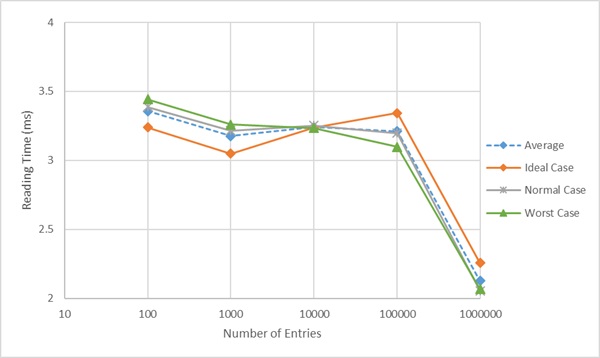 4
3.5
3
2.5
2
Reading Time (ms)
10 100 1000 10000 100000 1000000
Number of Entries
Average
Ideal Case
Normal Case
Worst Case